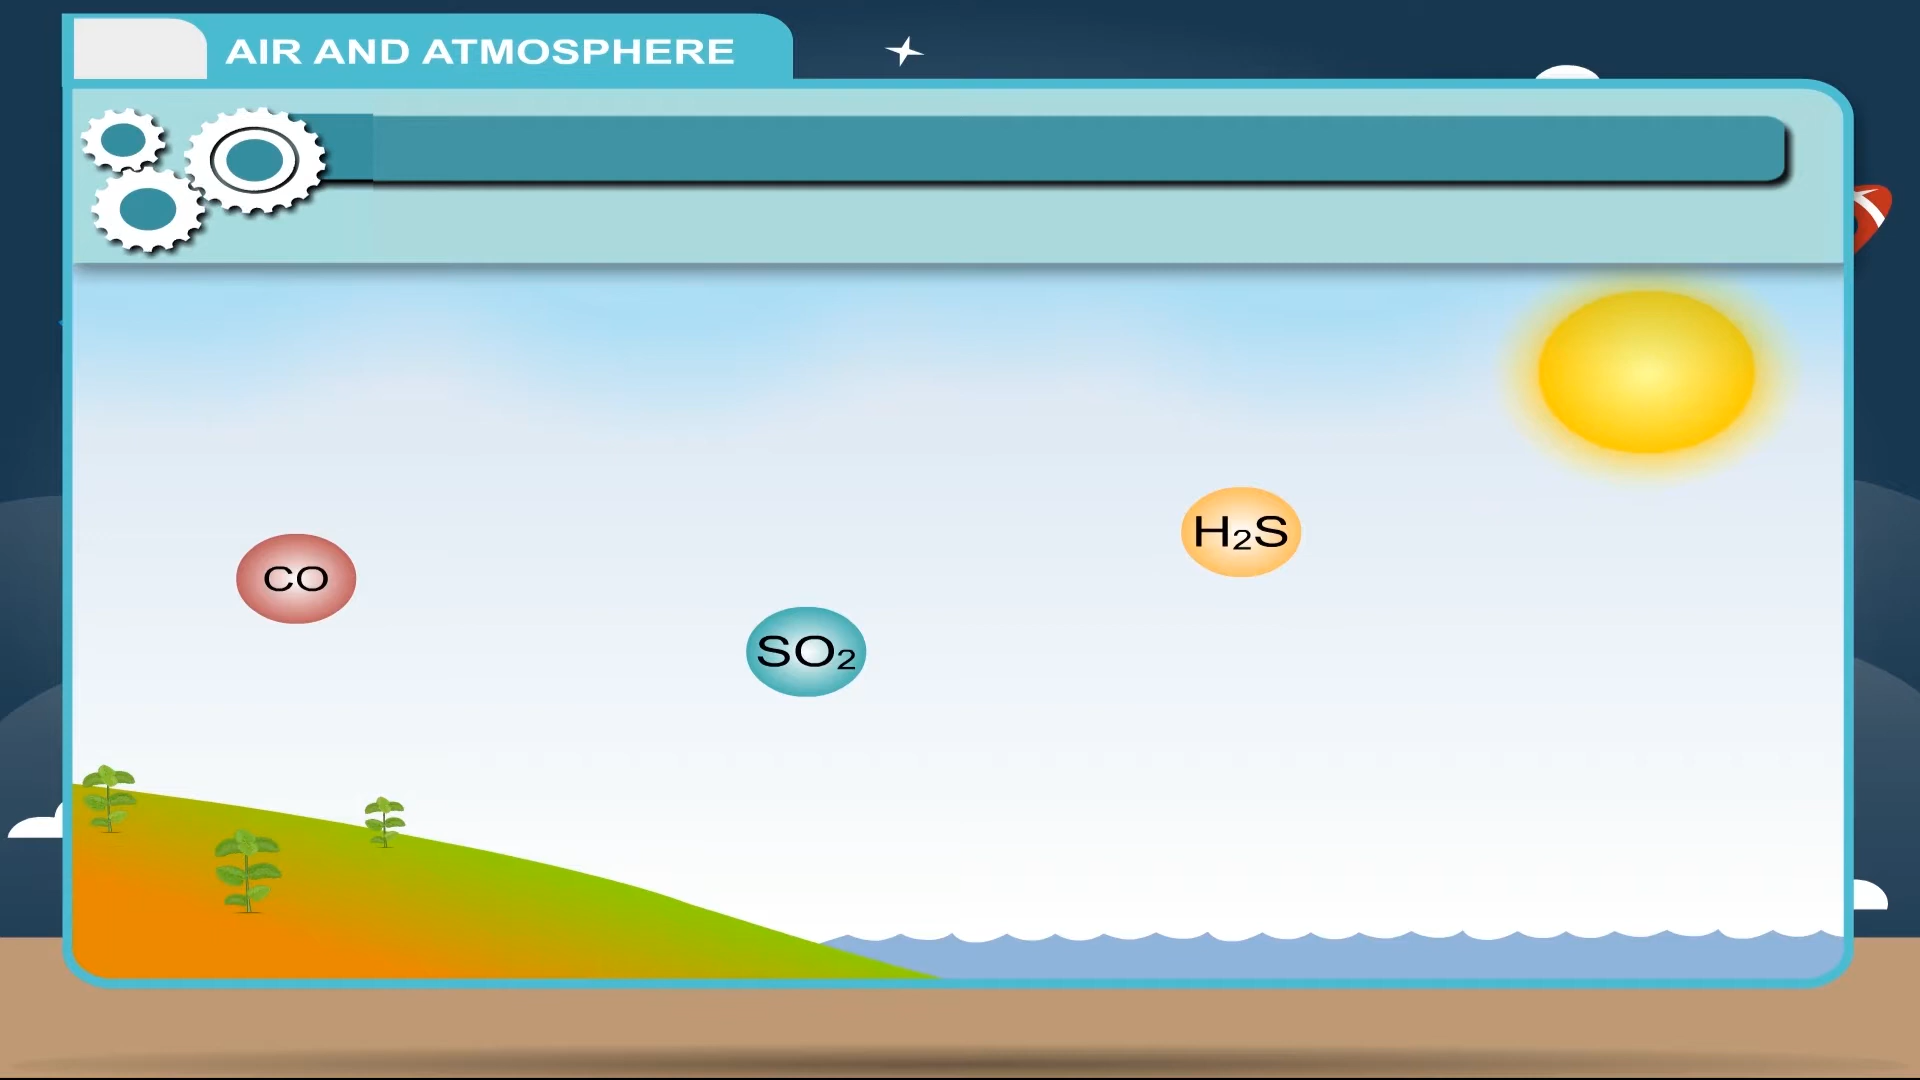 AIR AND ATMOSPHERE
H₂S
CO
SO₂